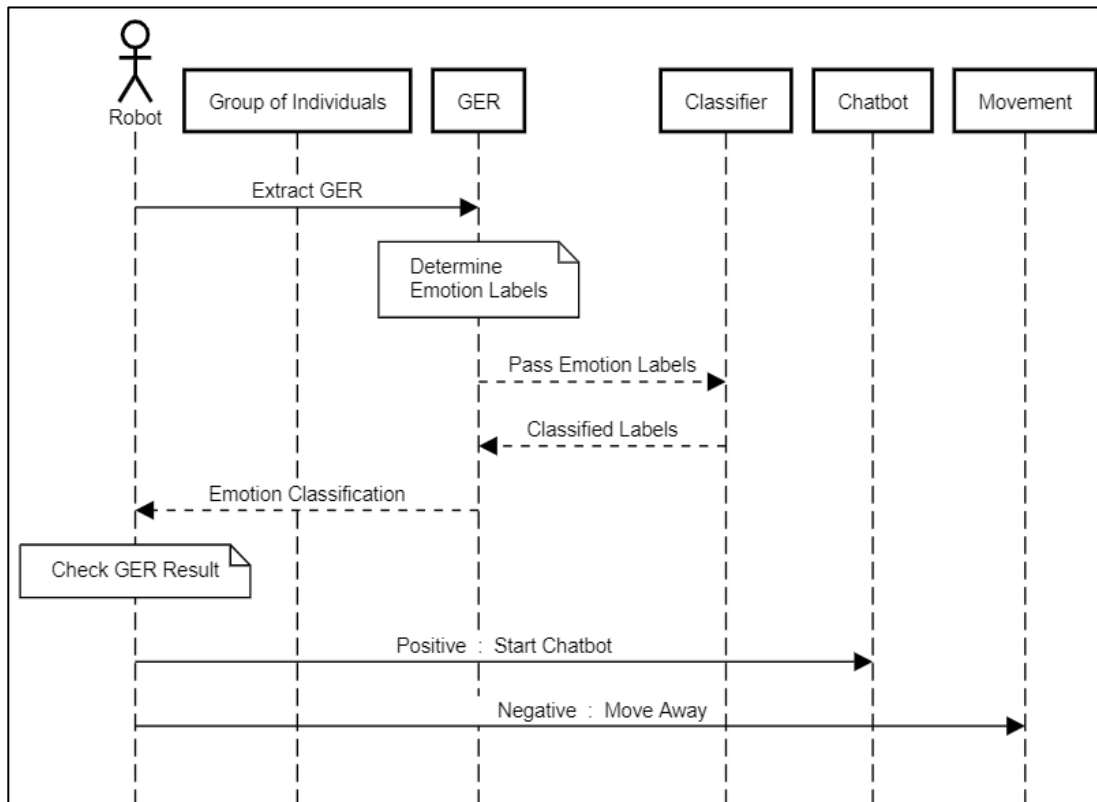 Robot
Group of Individuals
GER
Classifier
Chatbot
Movement
Extract GER
Determine
Emotion Labels
Pass Emotion Labels
Classified Labels
Emotion Classification
Check GER Result
Positive : Start Chatbot
Negative : Move Away